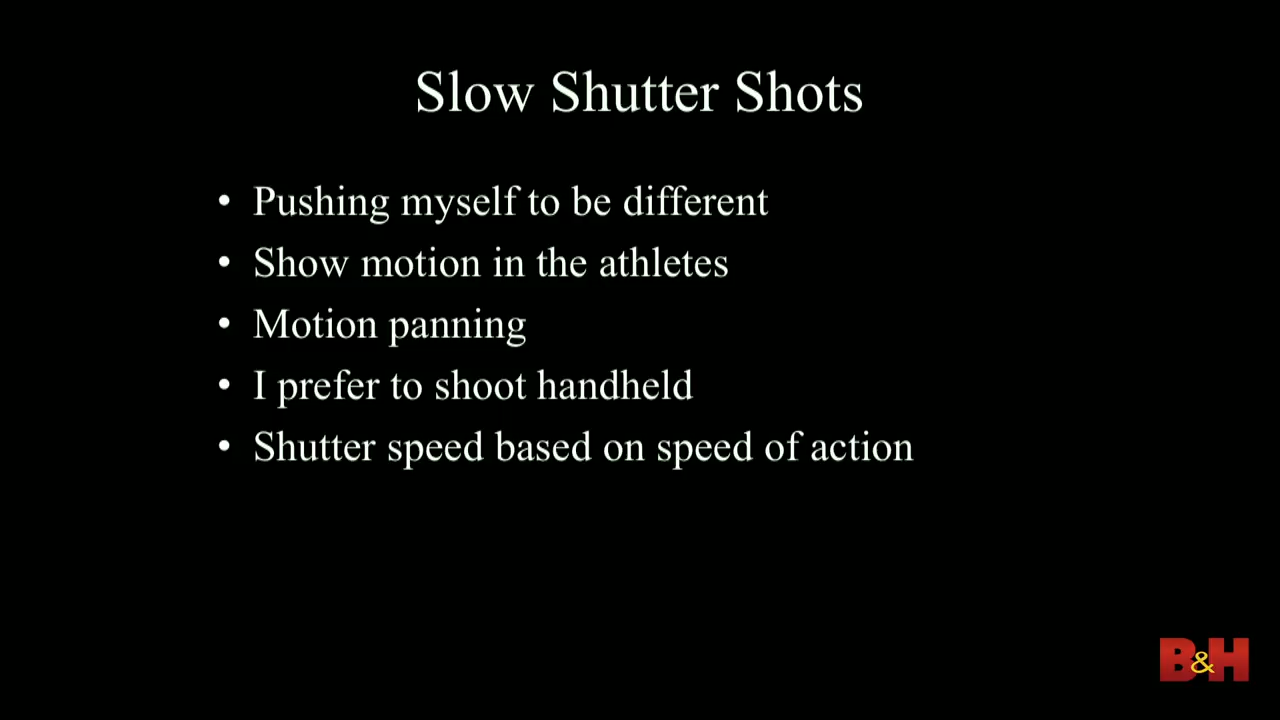 Slow Shutter Shots
• Pushing myself to be different
• Show motion in the athletes
• Motion panning
• I prefer to shoot handheld
• Shutter speed based on speed of action
B&H